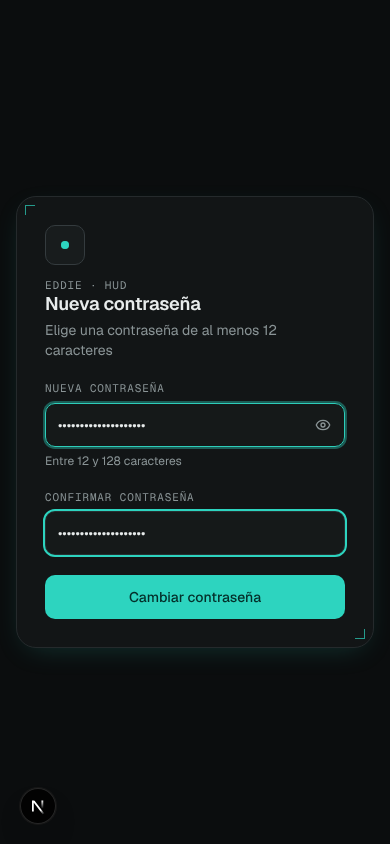 EDDIE · HUD
Nueva contraseña
Elige una contraseña de al menos 12
caracteres
NUEVA CONTRASEÑA
••••••••••••••••••••
Entre 12 y 128 caracteres
CONFIRMAR CONTRASEÑA
••••••••••••••••••••
Cambiar contraseña
N